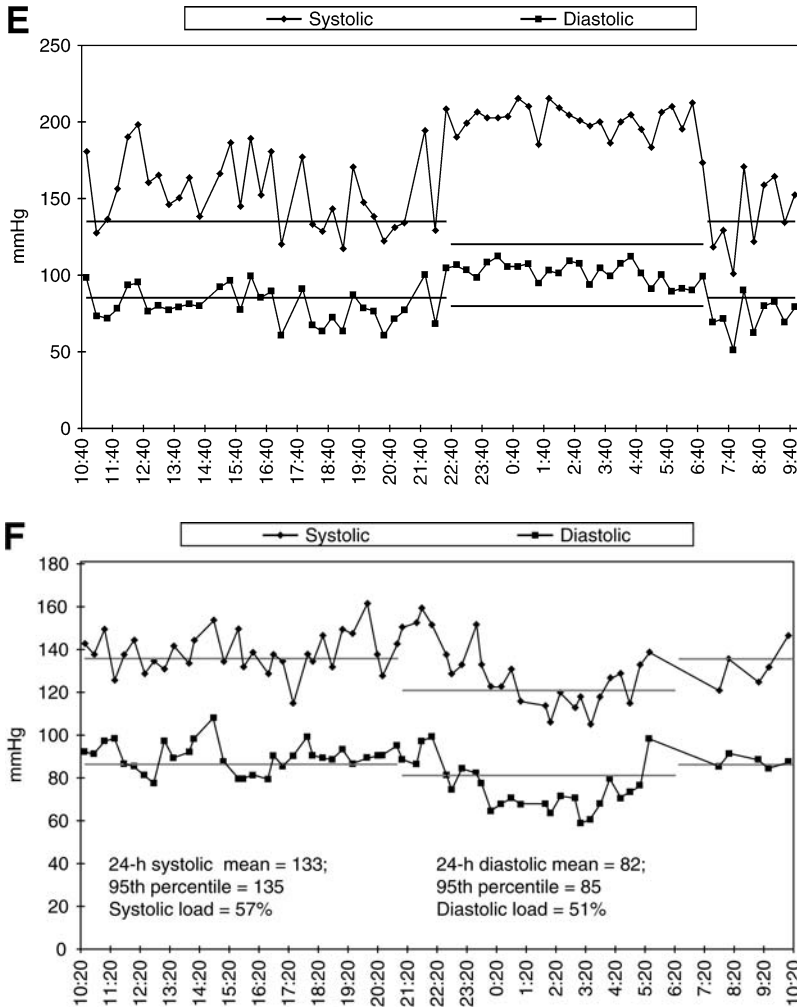 E
Systolic Diastolic
250
200
150
100
50
0
mmHg
10:40 11:40 12:40 13:40 14:40 15:40 16:40 17:40 18:40 19:40 20:40 21:40 22:40 23:40 0:40 1:40 2:40 3:40 4:40 5:40 6:40 7:40 8:40 9:40
F
Systolic Diastolic
180
160
140
120
100
80
60
40
20
0
mmHg
24-h systolic mean = 133;
95th percentile = 135
Systolic load = 57%
24-h diastolic mean = 82;
95th percentile = 85
Diastolic load = 51%
10:20 11:20 12:20 13:20 14:20 15:20 16:20 17:20 18:20 19:20 20:20 21:20 22:20 23:20 0:20 1:20 2:20 3:20 4:20 5:20 6:20 7:20 8:20 9:20 0:20